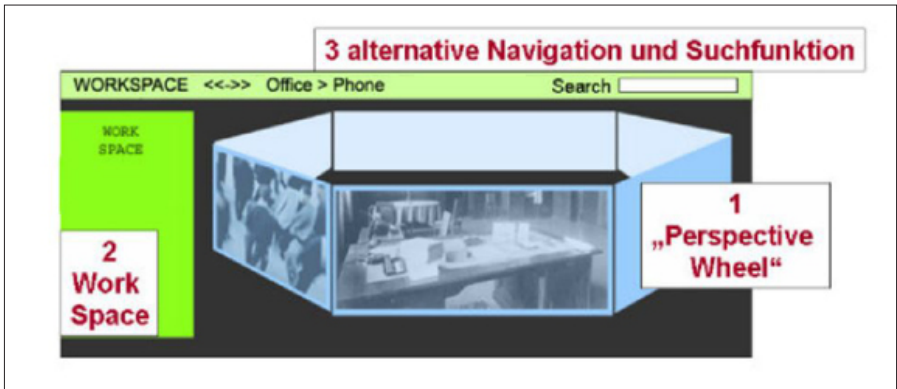 3 alternative Navigation und Suchfunktion
WORKSPACE <<->> Office > Phone Search
WORK
SPACE
1
„Perspective
Wheel“
2
Work
Space